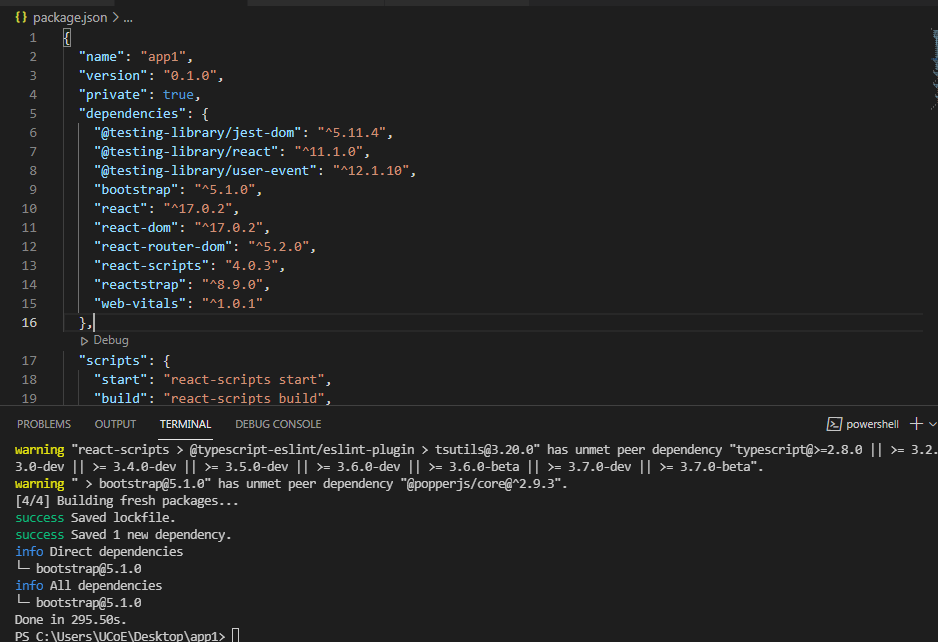 {} package.json > ...
1 {
2 "name": "app1",
3 "version": "0.1.0",
4 "private": true,
5 "dependencies": {
6 "@testing-library/jest-dom": "^5.11.4",
7 "@testing-library/react": "^11.1.0",
8 "@testing-library/user-event": "^12.1.10",
9 "bootstrap": "^5.1.0",
10 "react": "^17.0.2",
11 "react-dom": "^17.0.2",
12 "react-router-dom": "^5.2.0",
13 "react-scripts": "4.0.3",
14 "reactstrap": "^8.9.0",
15 "web-vitals": "^1.0.1"
16 },
Debug
17 "scripts": {
18 "start": "react-scripts start",
19 "build": "react-scripts build",
PROBLEMS OUTPUT TERMINAL DEBUG CONSOLE powershell
warning "react-scripts > @typescript-eslint/eslint-plugin > tsutils@3.20.0" has unmet peer dependency "typescript@>=2.8.0 || >= 3.2.
3.0-dev || >= 3.4.0-dev || >= 3.5.0-dev || >= 3.6.0-dev || >= 3.6.0-beta || >= 3.7.0-dev || >= 3.7.0-beta".
warning " > bootstrap@5.1.0" has unmet peer dependency "@popperjs/core@^2.9.3".
[4/4] Building fresh packages...
success Saved lockfile.
success Saved 1 new dependency.
info Direct dependencies
└─ bootstrap@5.1.0
info All dependencies
└─ bootstrap@5.1.0
Done in 295.50s.
PS C:\Users\UCoE\Desktop\app1>